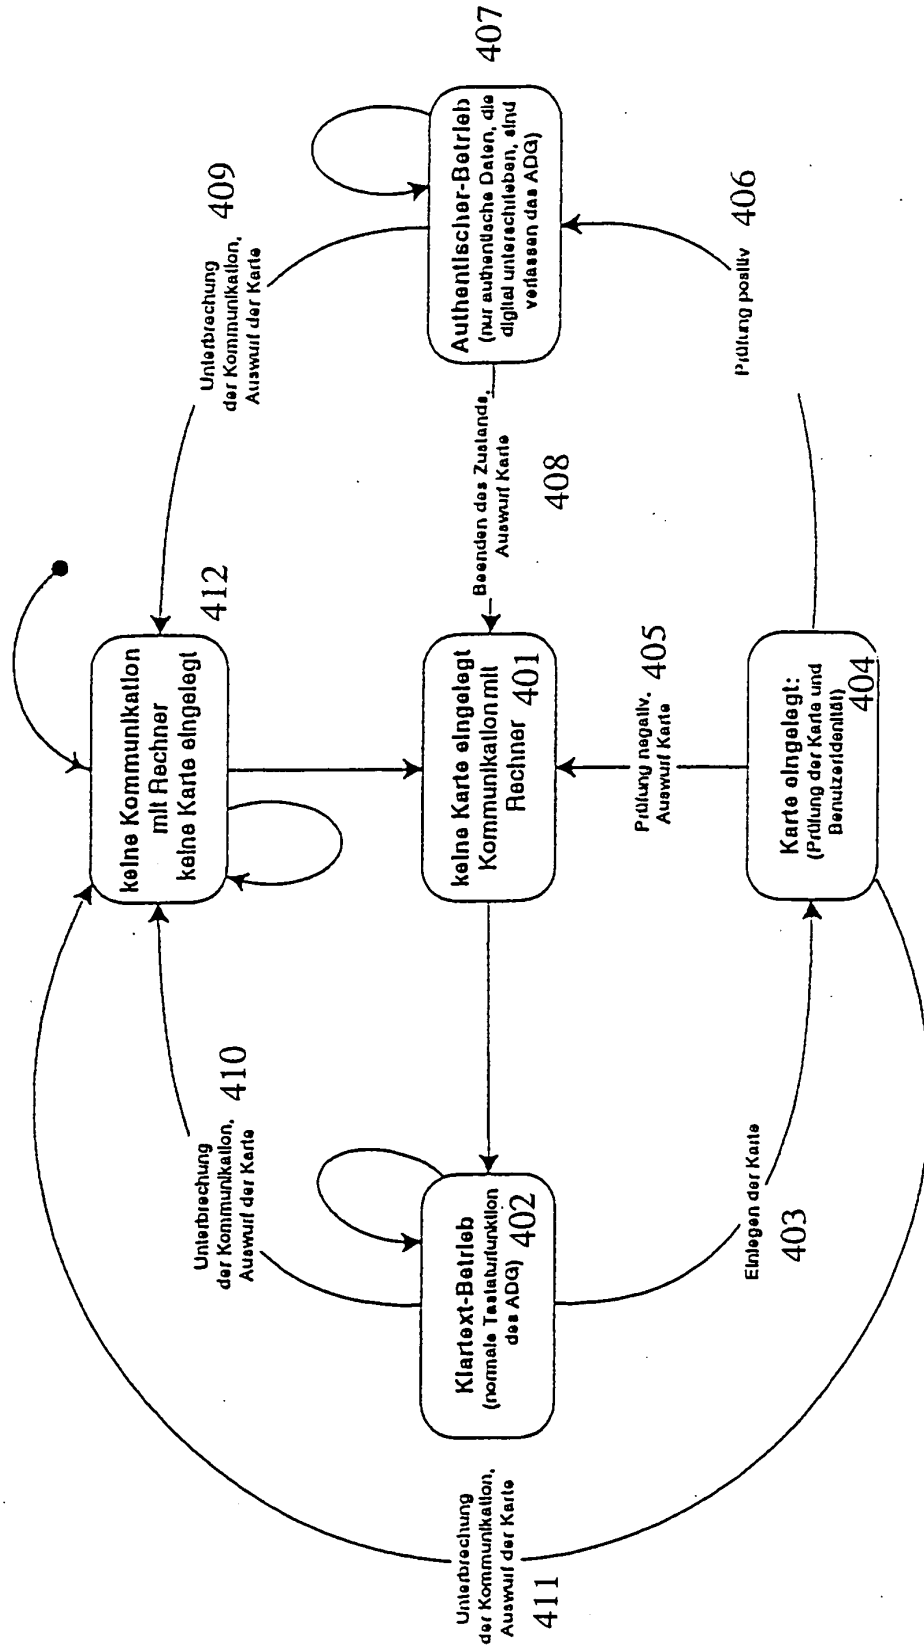 Unterbrechung
der Kommunikation,
Auswurf der Karte
411
Unterbrechung
der Kommunikation,
Auswurf der Karte
410
keine Kommunikation
mit Rechner
keine Karte eingelegt
412
Unterbrechung
der Kommunikation,
Auswurf der Karte
409
Klartext-Betrieb
(normale Tastaturfunktion
des ADG)
402
keine Karte eingelegt
Kommunikation mit
Rechner
401
Beenden des Zustands,
Auswurf Karte
408
Authentischer-Betrieb
(nur authentische Daten, die
digital unterschrieben, sind
verlassen das ADG)
407
Einlegen der Karte
403
Prüfung negativ.
Auswurf Karte
405
Karte eingelegt:
(Prüfung der Karte und
Benutzeridentität)
404
Prüfung positiv
406